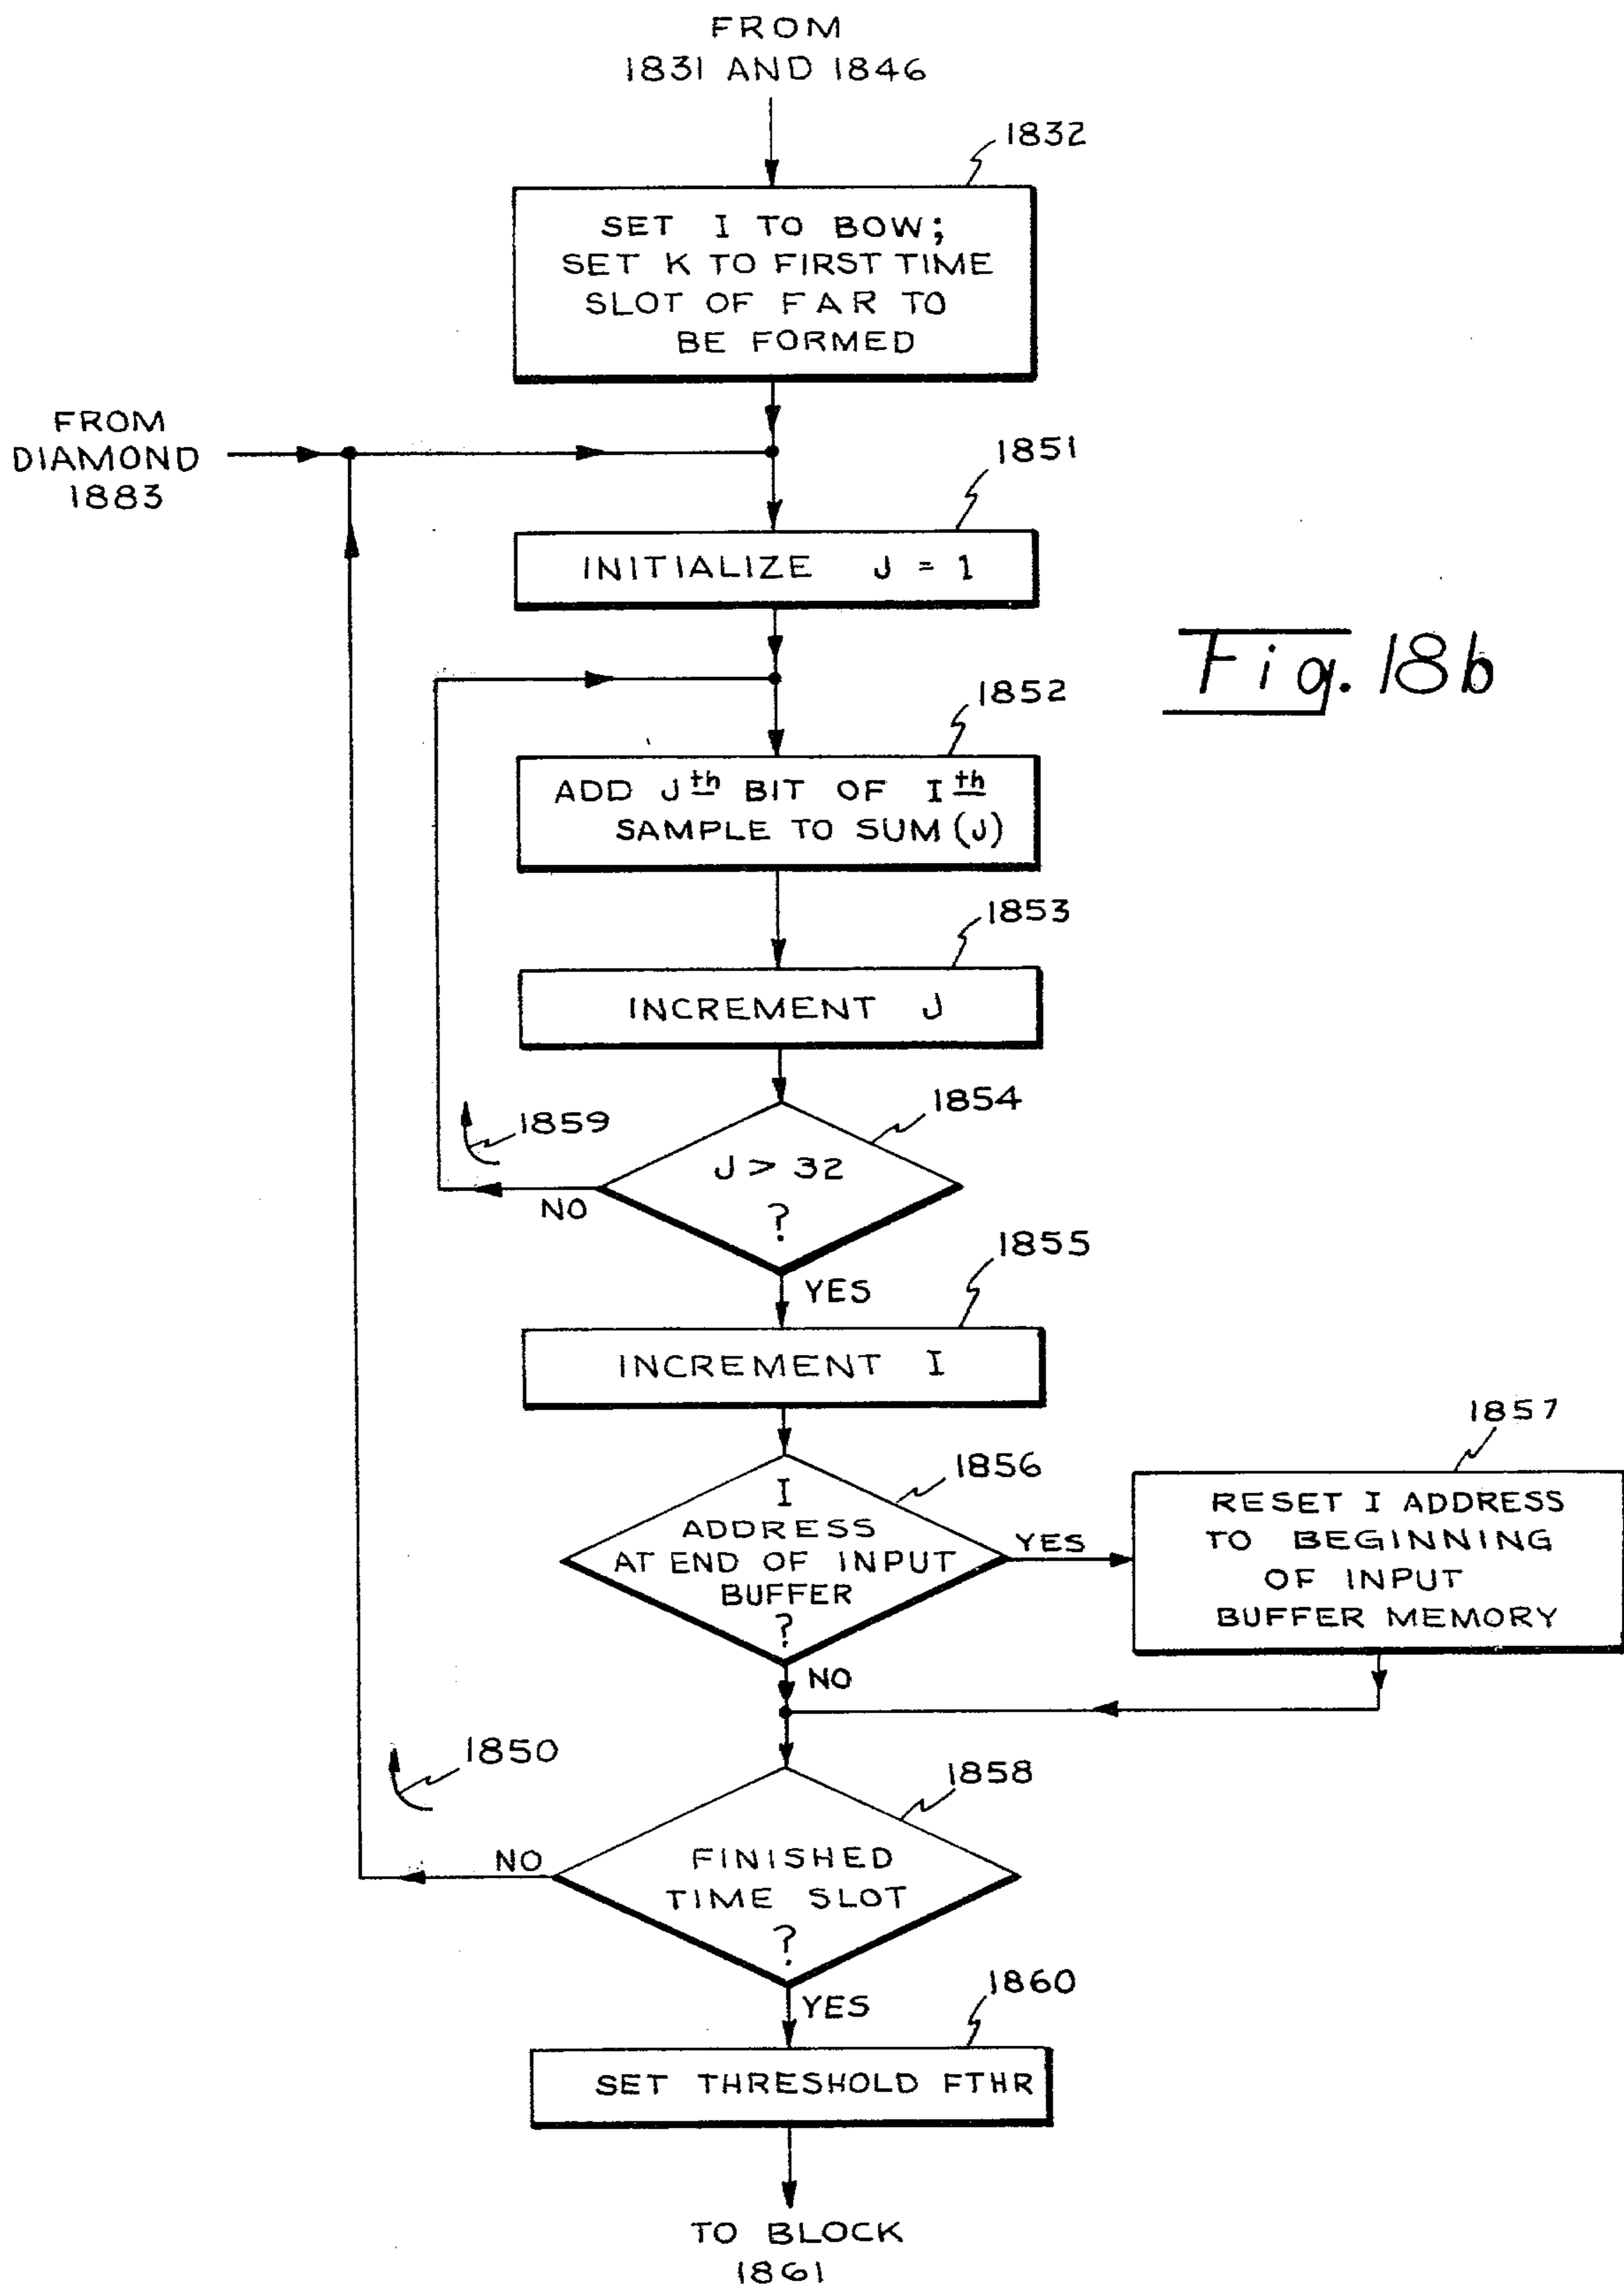 FROM
1831 AND 1846
1832
SET I TO BOW;
SET K TO FIRST TIME
SLOT OF FAR TO
BE FORMED
FROM
DIAMOND
1883
1851
INITIALIZE J = 1
Fig. 18b
1852
ADD Jth BIT OF Ith
SAMPLE TO SUM (J)
1853
INCREMENT J
1854
1859
J > 32
?
NO
YES
1855
INCREMENT I
1856
I
ADDRESS
AT END OF INPUT
BUFFER
?
YES
NO
1857
RESET I ADDRESS
TO BEGINNING
OF INPUT
BUFFER MEMORY
1850
1858
FINISHED
TIME SLOT
?
NO
YES
1860
SET THRESHOLD FTHR
TO BLOCK
1861